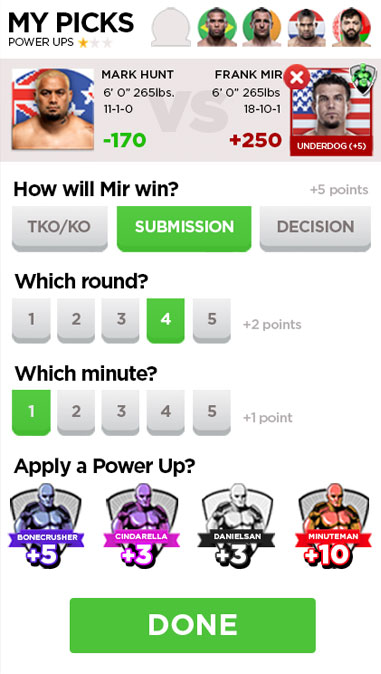 MY PICKS
POWER UPS
MARK HUNT
6' 0" 265lbs.
11-1-0
-170
VS
FRANK MIR
6' 0" 265lbs.
18-10-1
+250
UNDERDOG (+5)
How will Mir win?
+5 points
TKO/KO
SUBMISSION
DECISION
Which round?
1 2 3 4 5
+2 points
Which minute?
1 2 3 4 5
+1 point
Apply a Power Up?
BONECRUSHER
+5
CINDARELLA
+3
DANIELSAN
+3
MINUTEMAN
+10
DONE